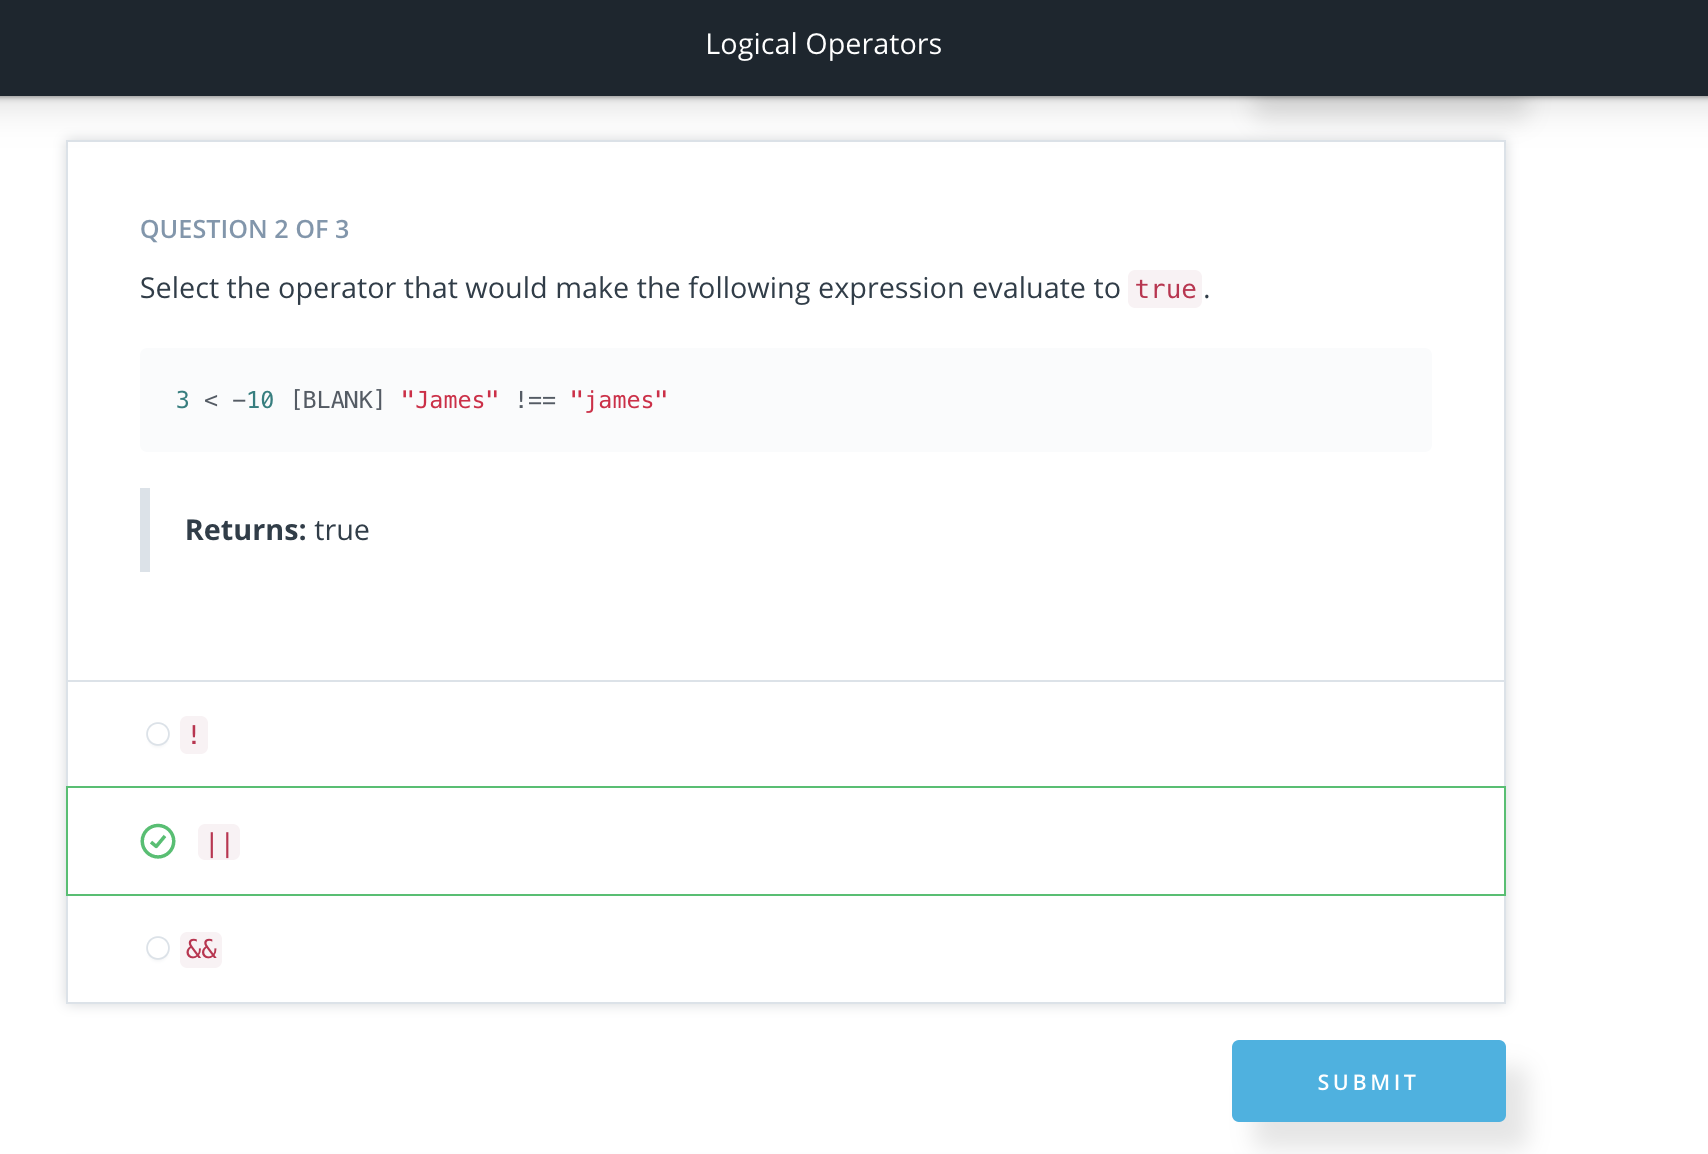 Logical Operators
QUESTION 2 OF 3
Select the operator that would make the following expression evaluate to true.
3 < -10 [BLANK] "James" !== "james"
Returns: true
!
||
&&
SUBMIT